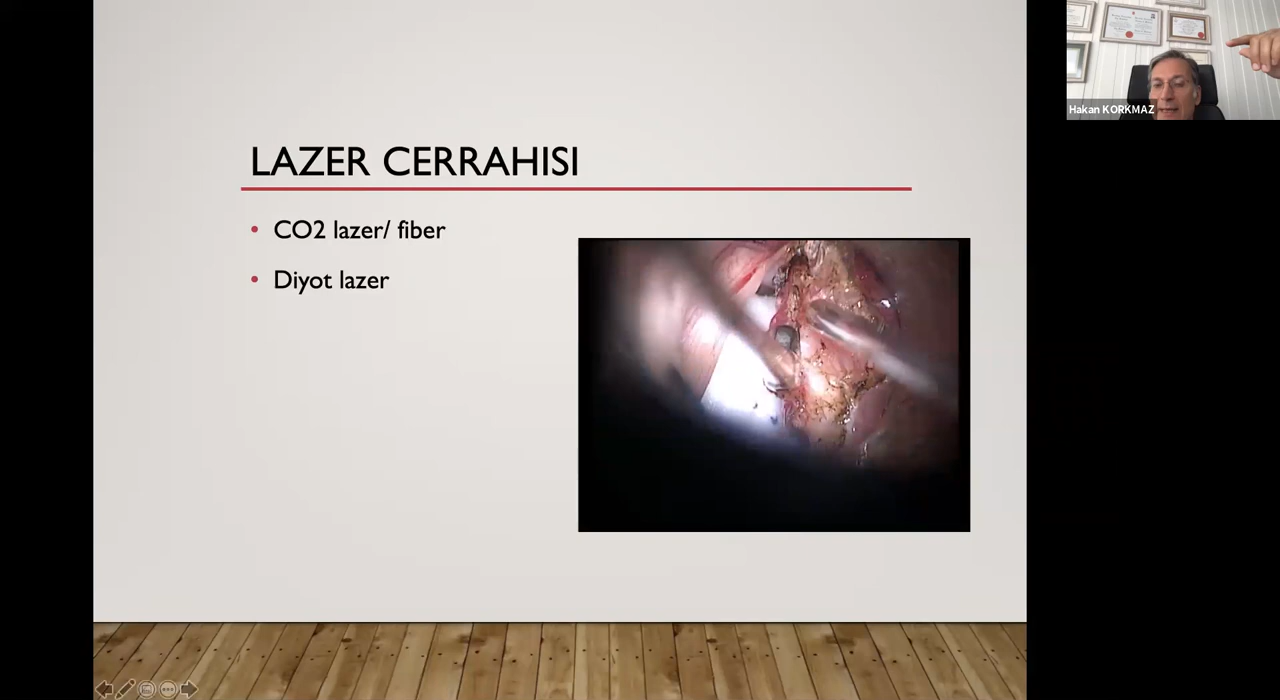 LAZER CERRAHISI
CO2 lazer/ fiber
Diyot lazer
Hakan KORKMAZ